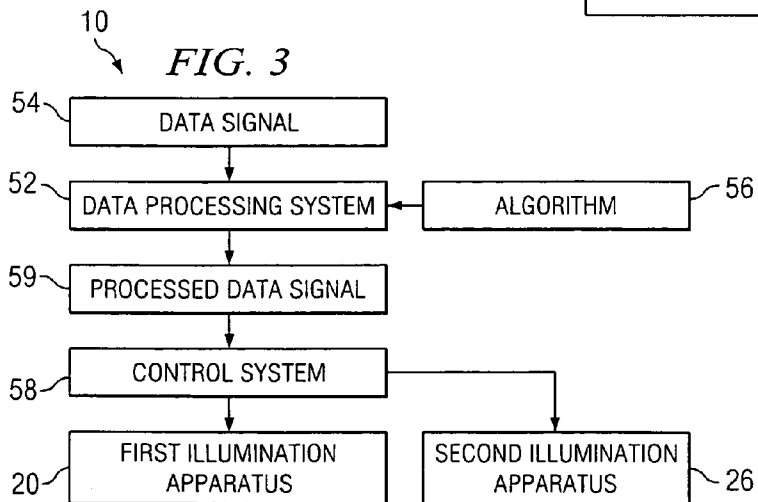 10
FIG. 3
54
DATA SIGNAL
52
DATA PROCESSING SYSTEM
ALGORITHM
56
59
PROCESSED DATA SIGNAL
58
CONTROL SYSTEM
20
FIRST ILLUMINATION
APPARATUS
SECOND ILLUMINATION
APPARATUS
26